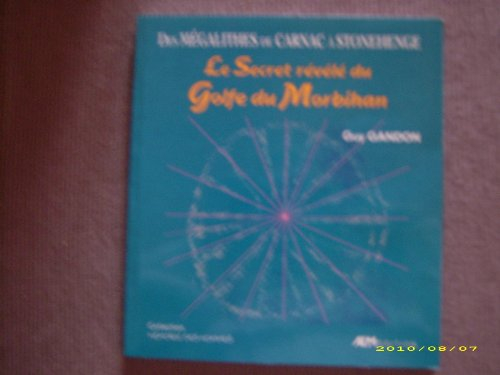 DES MÉGALITHES DE CARNAC À STONEHENGE
Le Secret révélé du
Golfe du Morbihan
Guy GANDON
2010/08/07